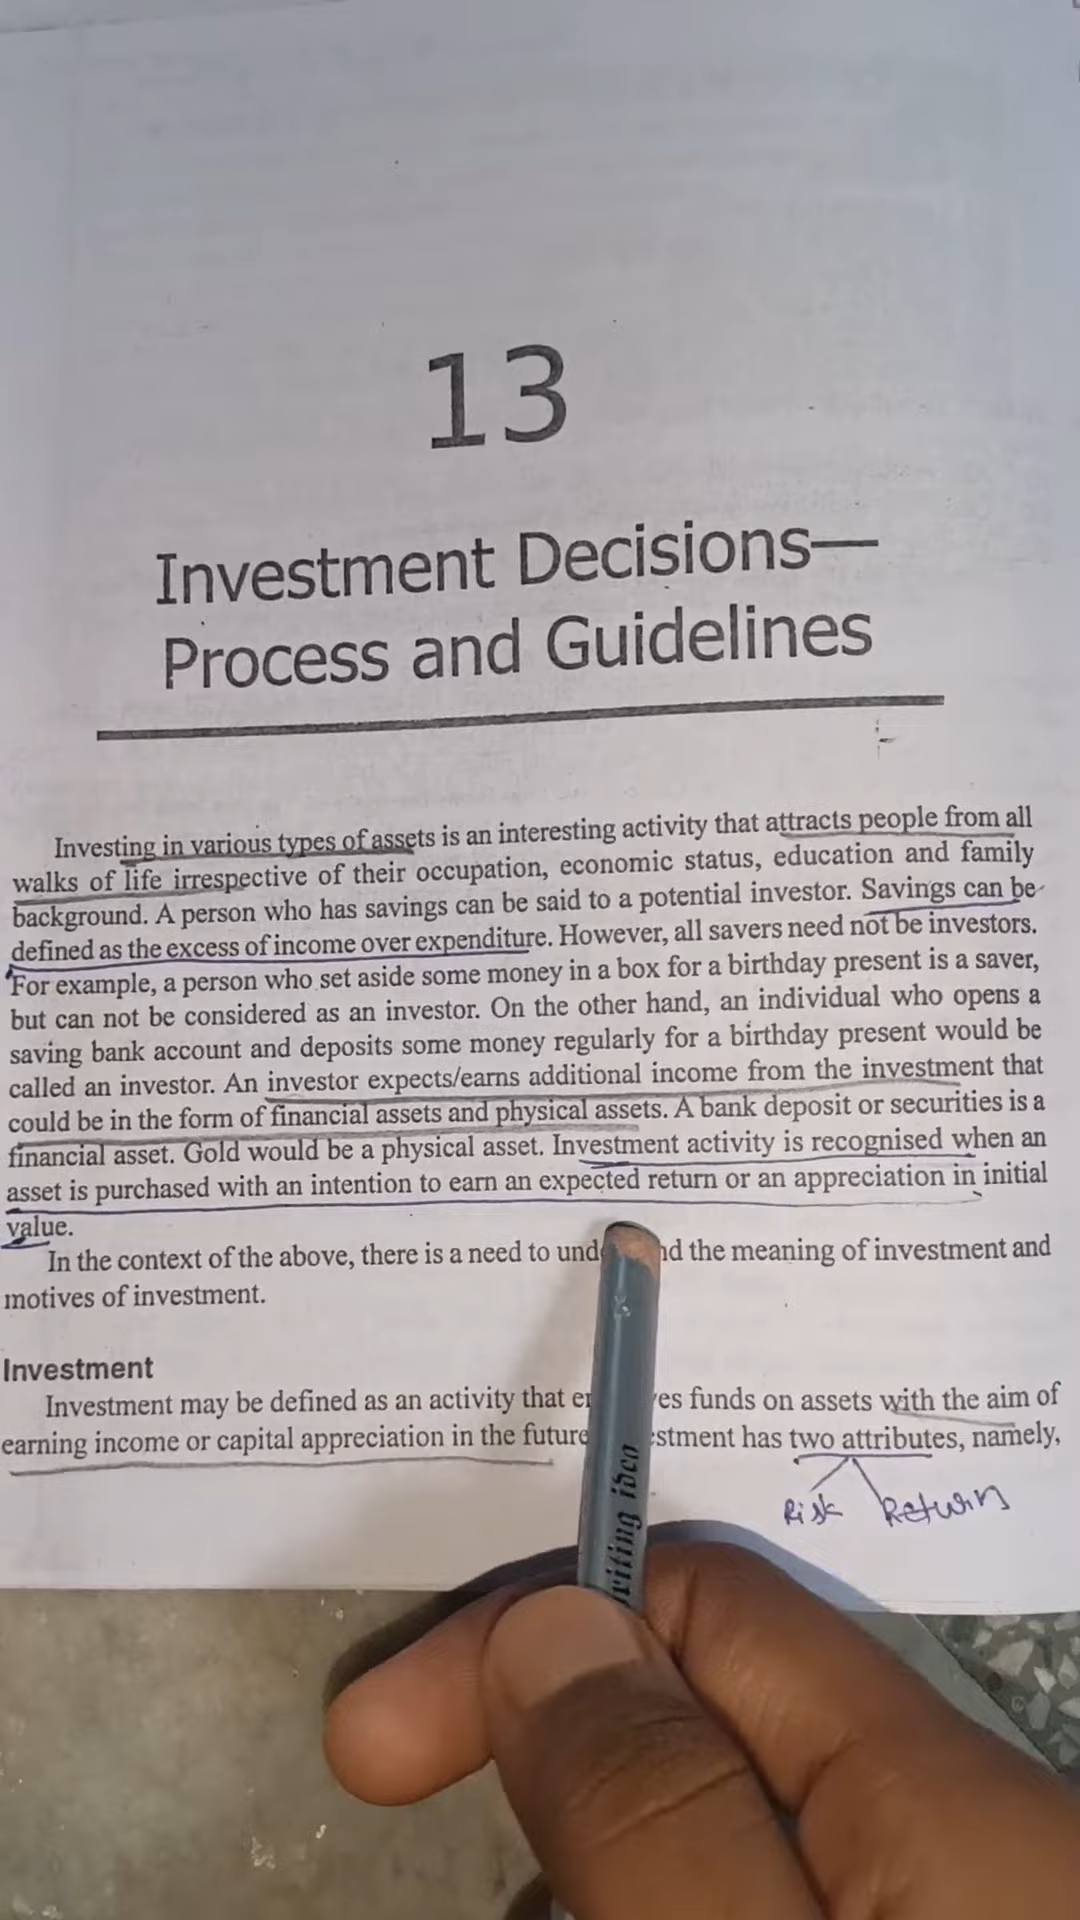 13
Investment Decisions—
Process and Guidelines
Investing in various types of assets is an interesting activity that attracts people from all
walks of life irrespective of their occupation, economic status, education and family
background. A person who has savings can be said to a potential investor. Savings can be
defined as the excess of income over expenditure. However, all savers need not be investors.
For example, a person who set aside some money in a box for a birthday present is a saver,
but can not be considered as an investor. On the other hand, an individual who opens a
saving bank account and deposits some money regularly for a birthday present would be
called an investor. An investor expects/earns additional income from the investment that
could be in the form of financial assets and physical assets. A bank deposit or securities is a
financial asset. Gold would be a physical asset. Investment activity is recognised when an
asset is purchased with an intention to earn an expected return or an appreciation in initial
value.
In the context of the above, there is a need to the meaning of investment and
motives of investment.
Investment
Investment may be defined as an activity that funds on assets with the aim of
earning income or capital appreciation in the future has two attributes, namely,
Risk Return
writing idea